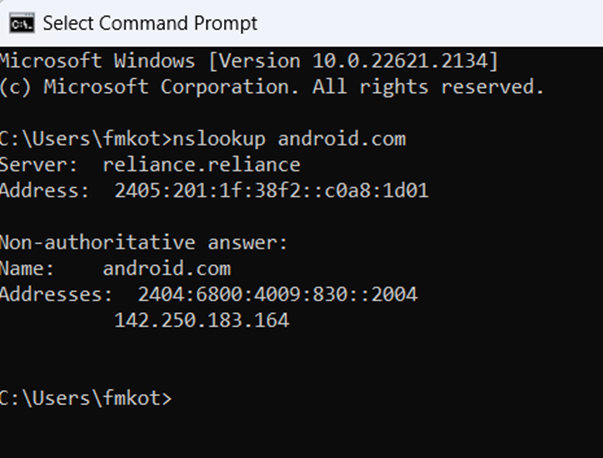 Select Command Prompt
Microsoft Windows [Version 10.0.22621.2134]
(c) Microsoft Corporation. All rights reserved.
C:\Users\fmkot>nslookup android.com
Server:  reliance.reliance
Address:  2405:201:1f:38f2::c0a8:1d01
Non-authoritative answer:
Name:    android.com
Addresses:  2404:6800:4009:830::2004
          142.250.183.164
C:\Users\fmkot>